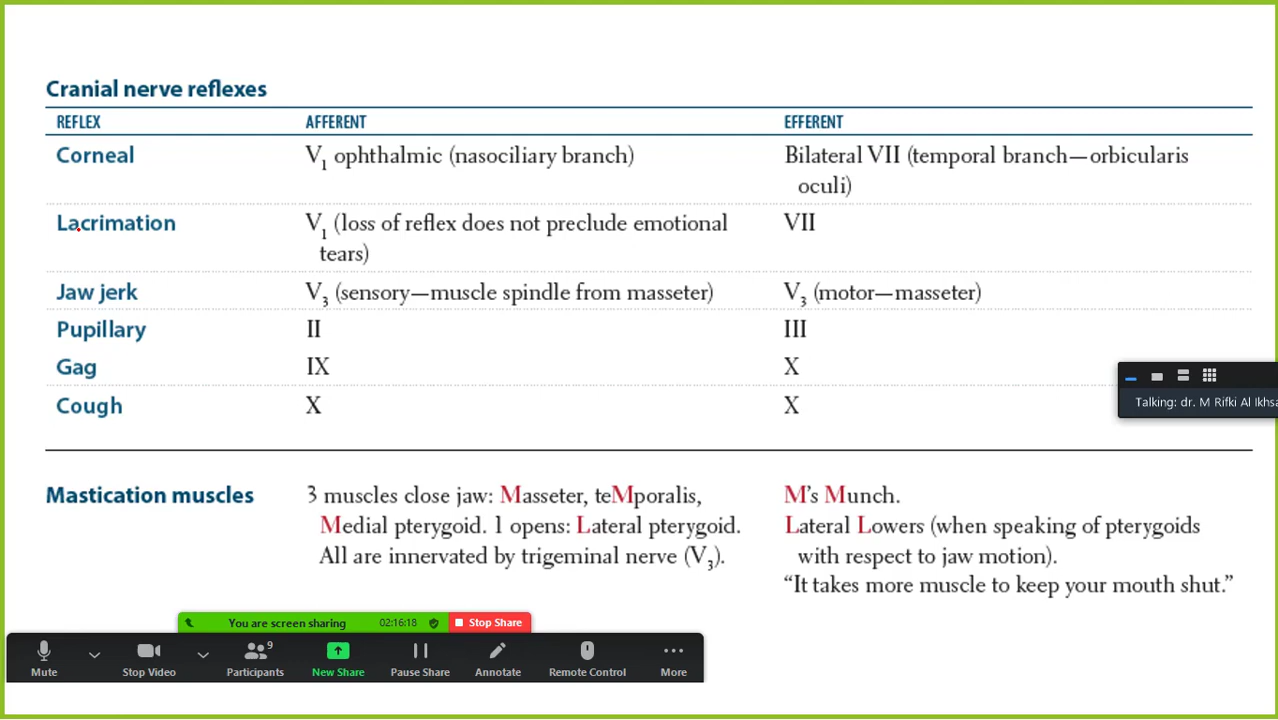 Cranial nerve reflexes
REFLEX AFFERENT EFFERENT
Corneal V₁ ophthalmic (nasociliary branch) Bilateral VII (temporal branch—orbicularis
oculi)
Lacrimation V₁ (loss of reflex does not preclude emotional VII
tears)
Jaw jerk V₃ (sensory—muscle spindle from masseter) V₃ (motor—masseter)
Pupillary II III
Gag IX X
Cough X X
Talking: dr. M Rifki Al Ikhsa
Mastication muscles 3 muscles close jaw: Masseter, teMporalis, M's Munch.
Medial pterygoid. 1 opens: Lateral pterygoid. Lateral Lowers (when speaking of pterygoids
All are innervated by trigeminal nerve (V₃). with respect to jaw motion).
“It takes more muscle to keep your mouth shut.”
You are screen sharing 02:16:18 Stop Share
9
Mute Stop Video Participants New Share Pause Share Annotate Remote Control More